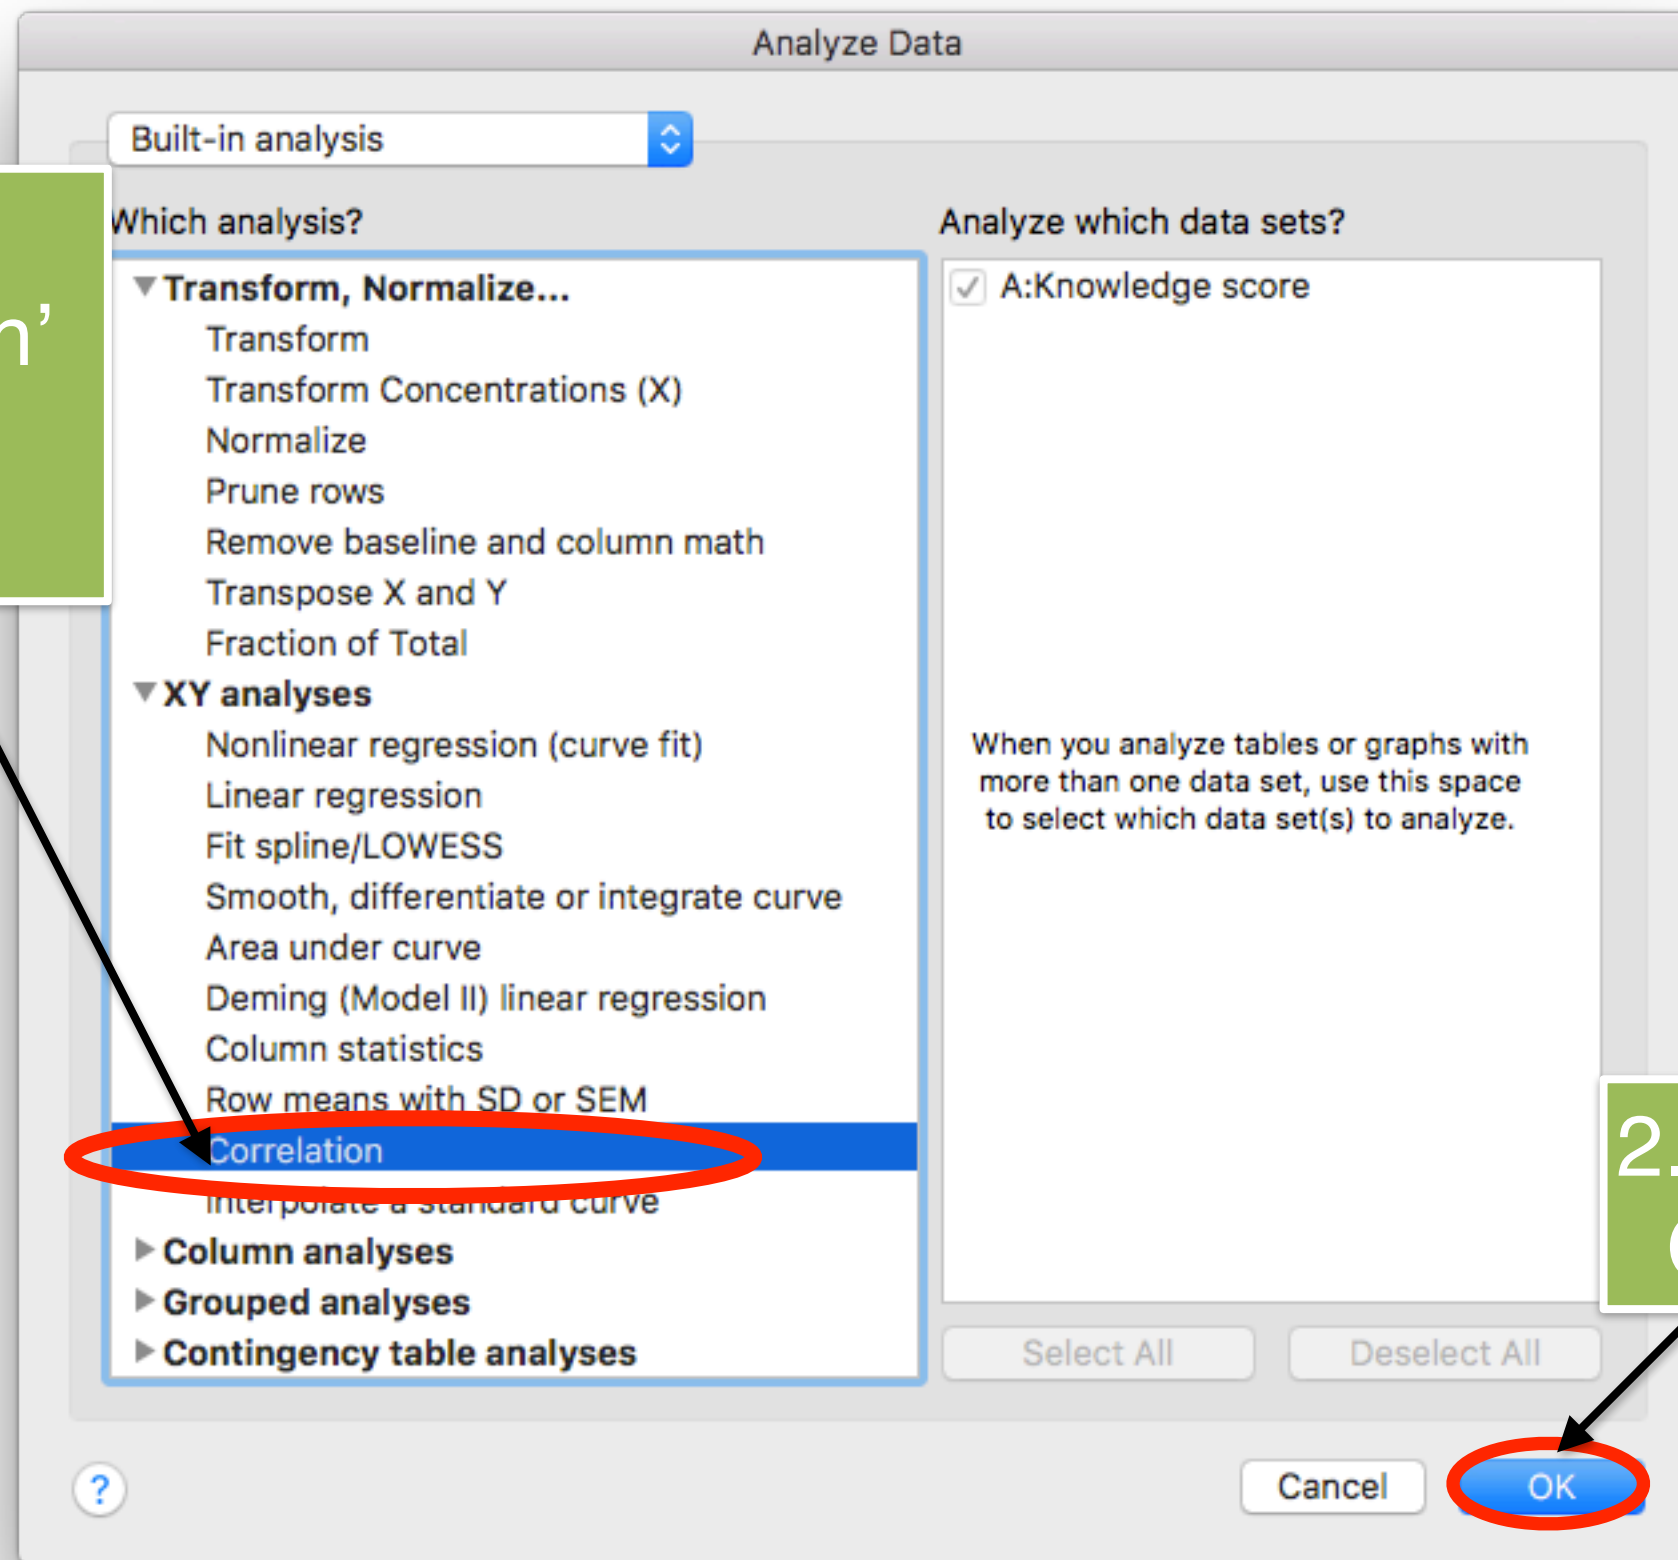 Analyze Data
Built-in analysis
Which analysis?
Analyze which data sets?
Transform, Normalize...
Transform
Transform Concentrations (X)
Normalize
Prune rows
Remove baseline and column math
Transpose X and Y
Fraction of Total
XY analyses
Nonlinear regression (curve fit)
Linear regression
Fit spline/LOWESS
Smooth, differentiate or integrate curve
Area under curve
Deming (Model II) linear regression
Column statistics
Row means with SD or SEM
Correlation
Interpolate a standard curve
Column analyses
Grouped analyses
Contingency table analyses
A:Knowledge score
When you analyze tables or graphs with
more than one data set, use this space
to select which data set(s) to analyze.
Select All
Deselect All
n'
2.
?
Cancel
OK